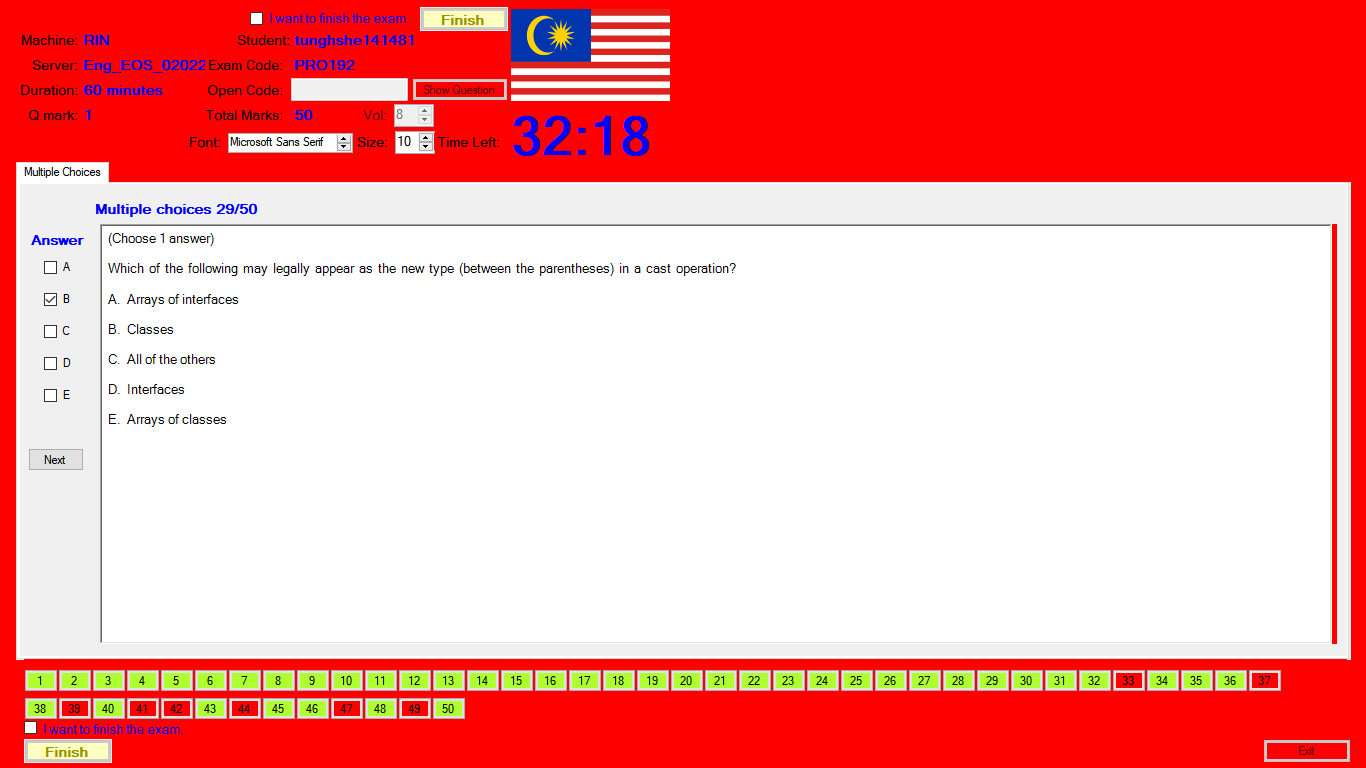 I want to finish the exam. Finish
Machine: RIN Student: tunghshe141481
Server: Eng_EOS_02022 Exam Code: PRO192
Duration: 60 minutes Open Code: Show Question
Q mark: 1 Total Marks: 50 Vol: 8
Font: Microsoft Sans Serif Size: 10 Time Left: 32:18
Multiple Choices
Multiple choices 29/50
Answer
(Choose 1 answer)
A
Which of the following may legally appear as the new type (between the parentheses) in a cast operation?
B
A. Arrays of interfaces
C
B. Classes
D
C. All of the others
E
D. Interfaces
E. Arrays of classes
Next
1 2 3 4 5 6 7 8 9 10 11 12 13 14 15 16 17 18 19 20 21 22 23 24 25 26 27 28 29 30 31 32 33 34 35 36 37
38 39 40 41 42 43 44 45 46 47 48 49 50
I want to finish the exam.
Finish Exit